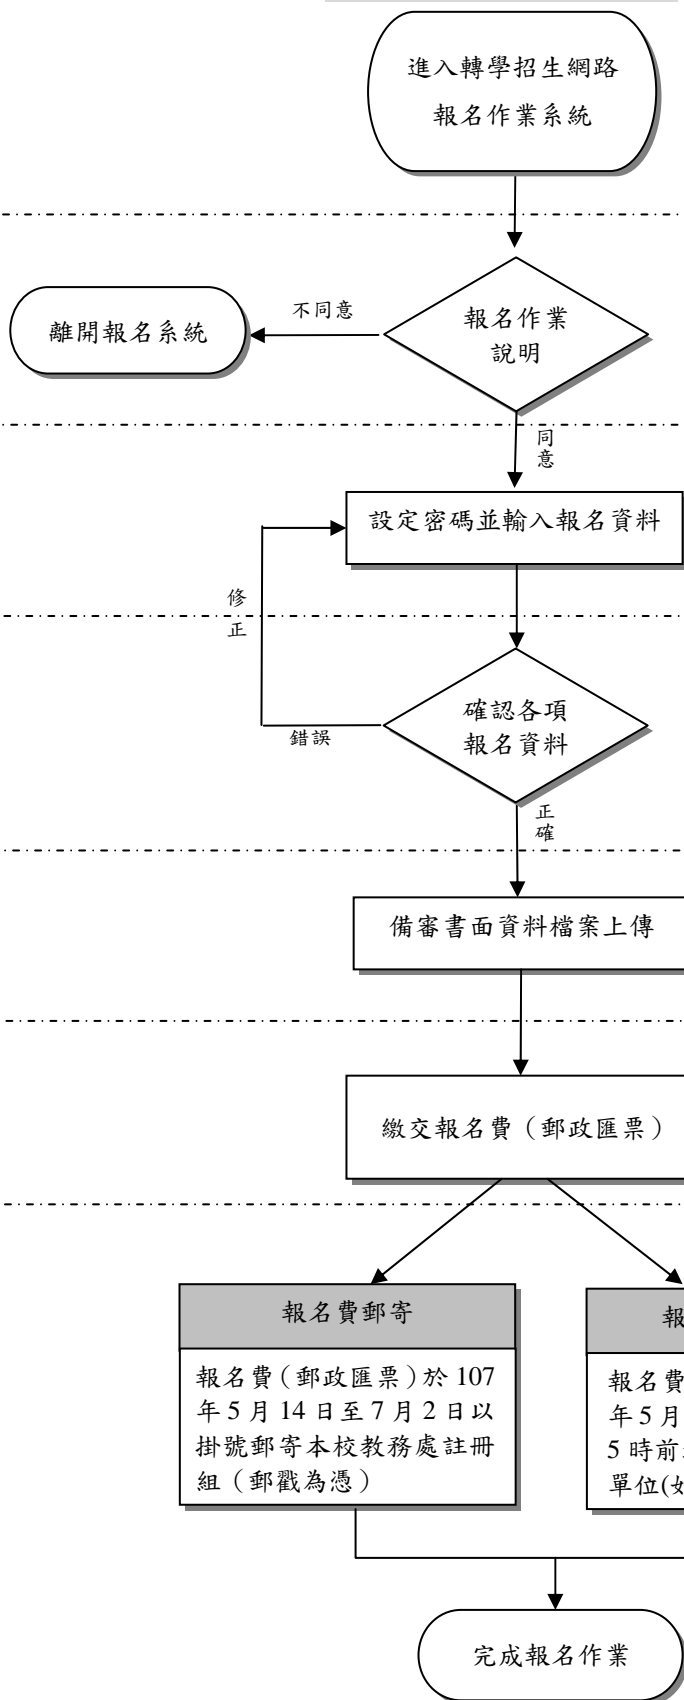 進入轉學招生網路
報名作業系統
不同意
離開報名系統
報名作業
說明
同
意
設定密碼並輸入報名資料
修
正
確認各項
報名資料
錯誤
正
確
備審書面資料檔案上傳
繳交報名費（郵政匯票）
報名費郵寄
報名費（郵政匯票）於 107
年 5 月 14 日至 7 月 2 日以
掛號郵寄本校教務處註冊
組（郵戳為憑）
報
報名費
年 5 月
5 時前
單位(
完成報名作業